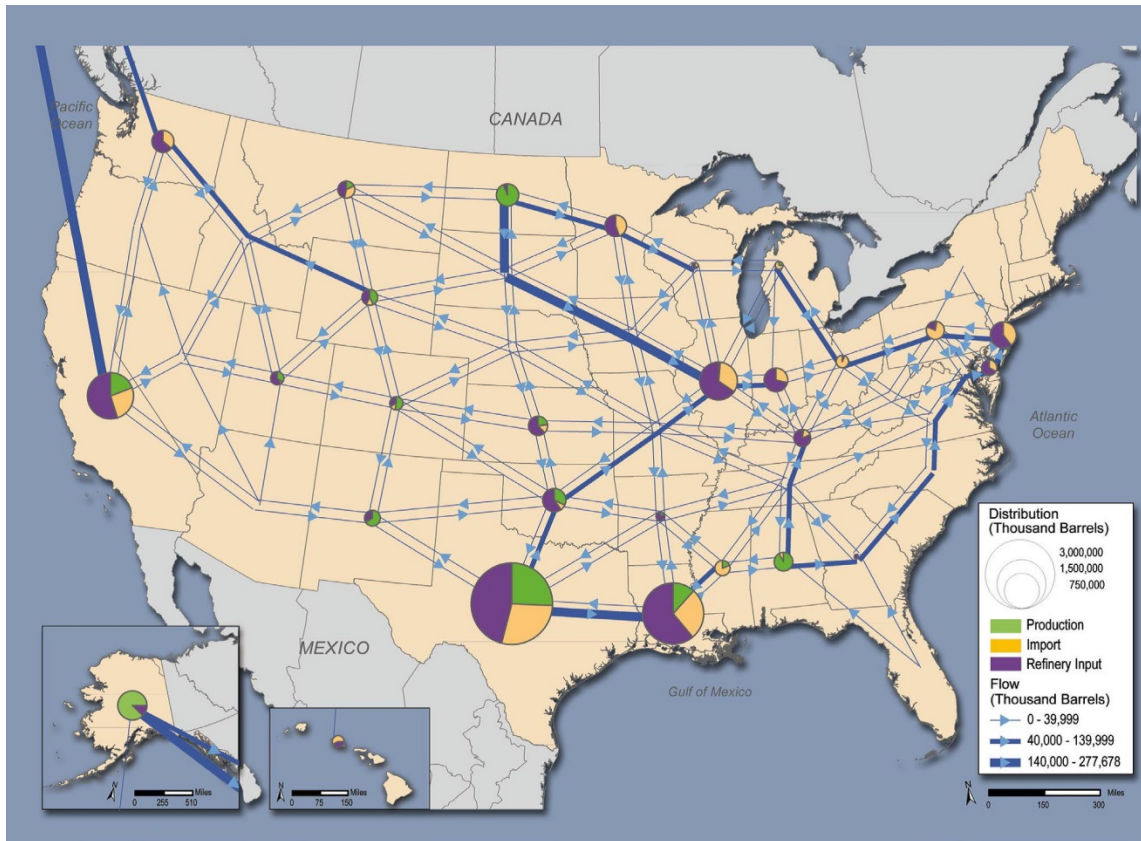 Pacific
Ocean
CANADA
Atlantic
Ocean
MEXICO
Gulf of Mexico
Distribution
(Thousand Barrels)
3,000,000
1,500,000
750,000
Production
Import
Refinery Input
Flow
(Thousand Barrels)
0 - 39,999
40,000 - 139,999
140,000 - 277,678
N
Miles
0 150 300
N
Miles
0 255 510
N
Miles
0 75 150